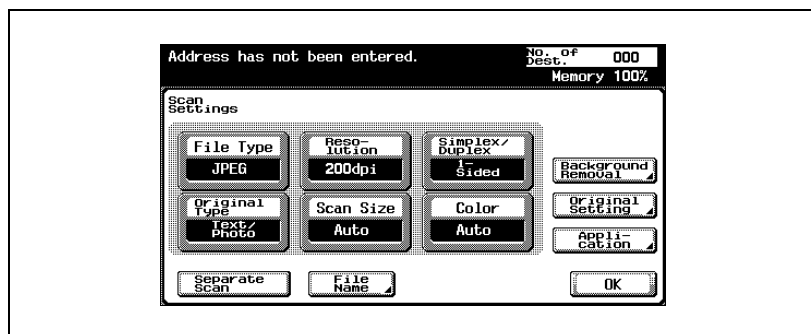 Address has not been entered.
No. of
Dest.
000
Memory 100%
Scan
Settings
File Type
JPEG
Reso-
lution
200dpi
Simplex/
Duplex
1-
Sided
Background
Removal
Original
Type
Text/
Photo
Scan Size
Auto
Color
Auto
Original
Setting
Appli-
cation
Separate
Scan
File
Name
OK